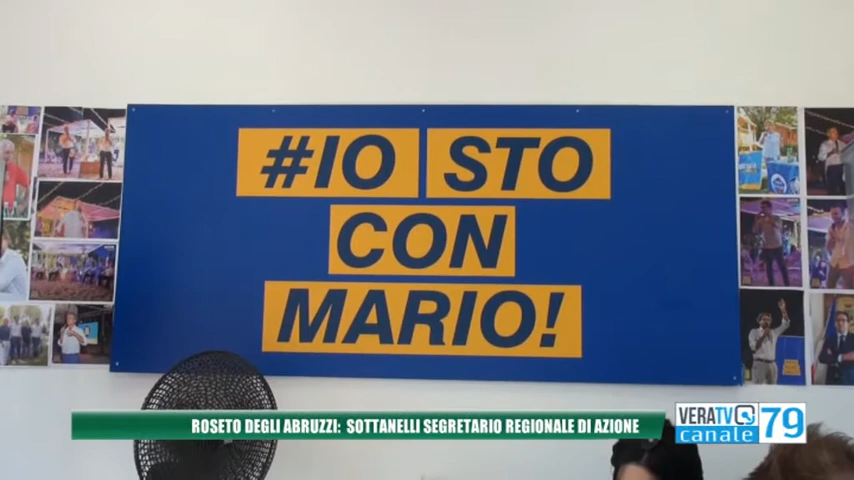 #IO STO
CON
MARIO!
ROSETO DEGLI ABRUZZI: SOTTANELLI SEGRETARIO REGIONALE DI AZIONE
VERATV
canale 79